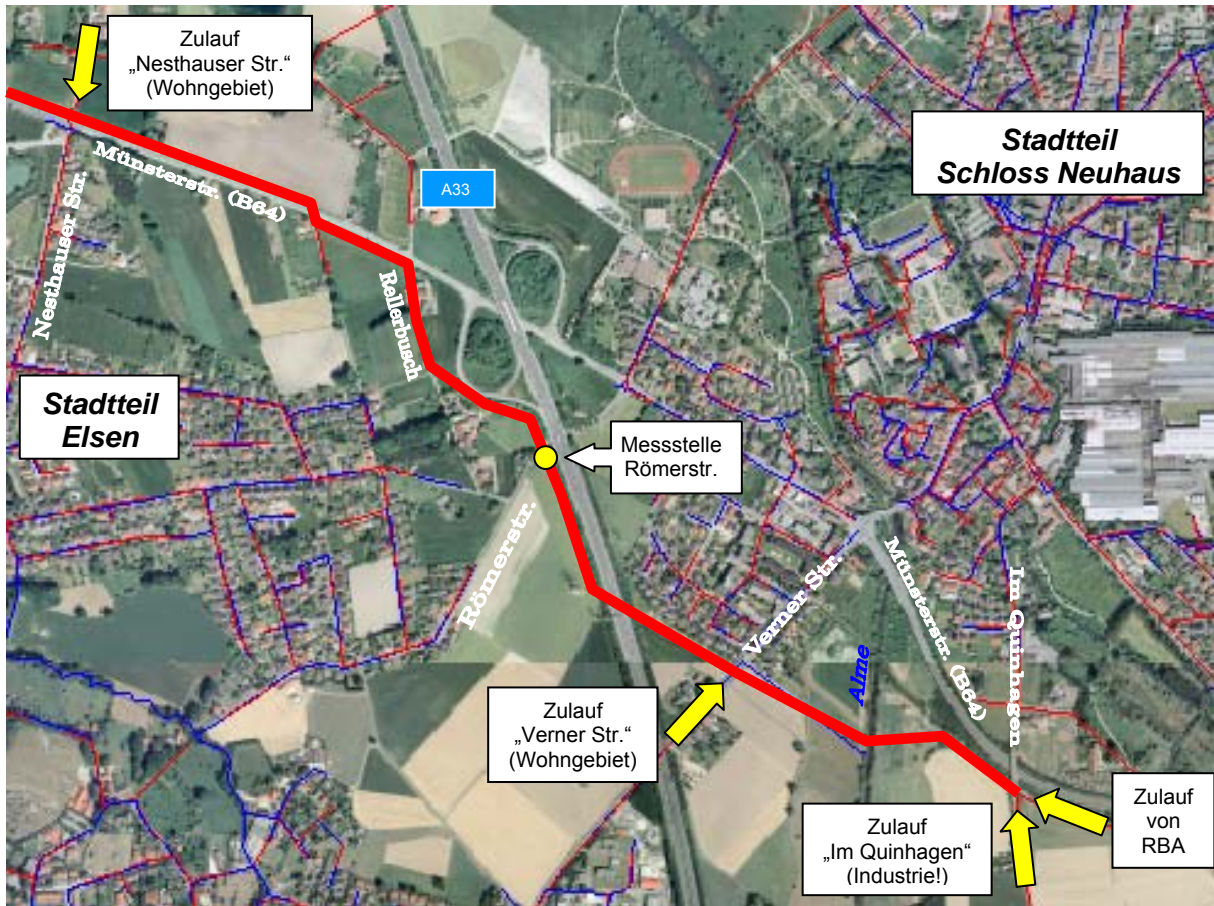 Zulauf
„Nesthauser Str.“
(Wohngebiet)
Stadtteil
Schloss Neuhaus
Münsterstr. (B64)
A33
Nesthauser Str.
Rellerbusch
Stadtteil
Elsen
Messstelle
Römerstr.
Römerstr.
Verner Str.
Münsterstr. (B64)
Im Quinhagen
Alme
Zulauf
„Verner Str.“
(Wohngebiet)
Zulauf
„Im Quinhagen“
(Industrie!)
Zulauf
von
RBA